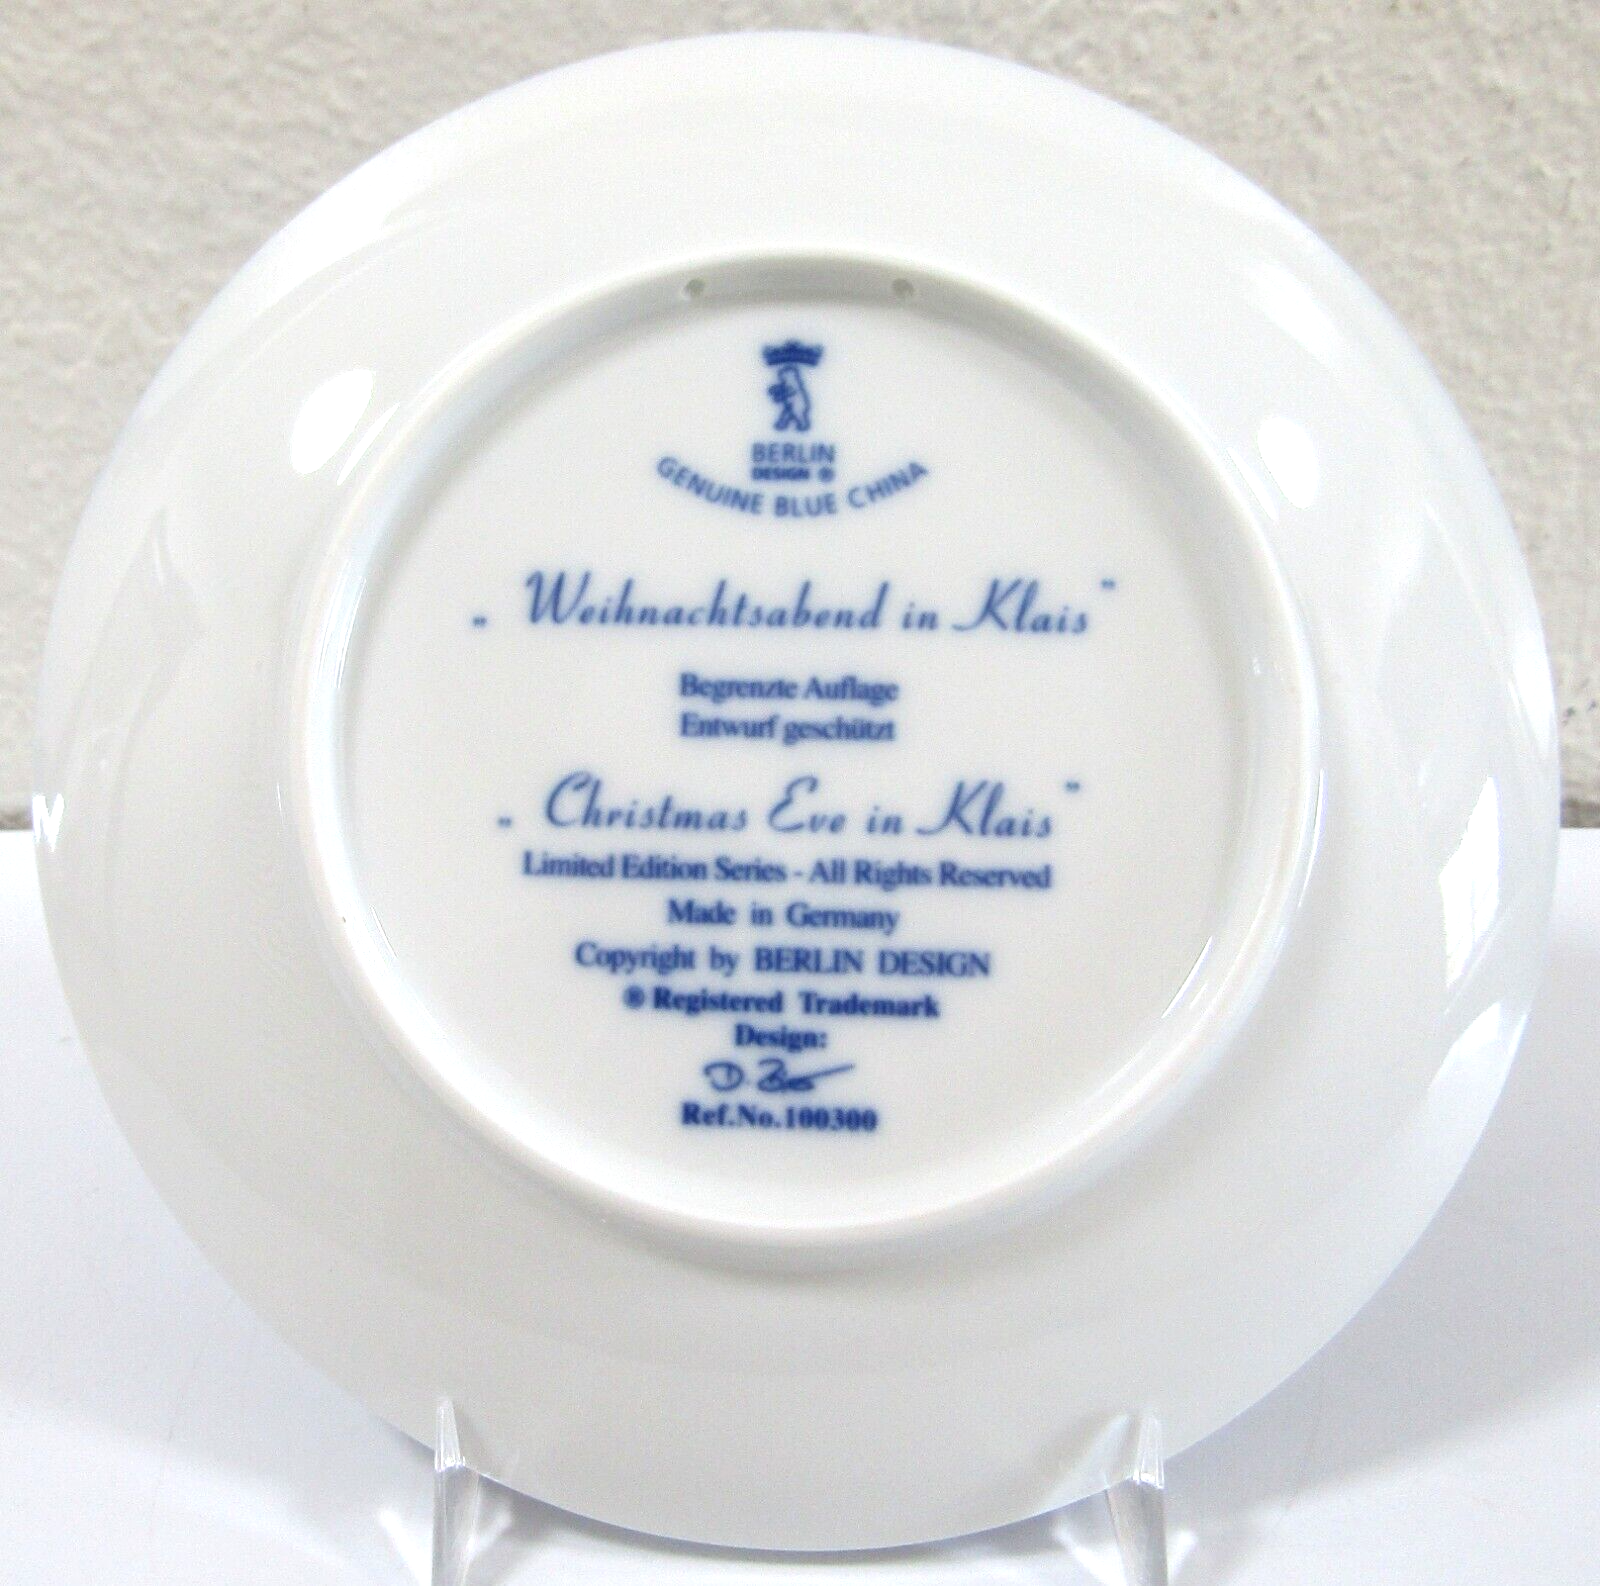 BERLIN
DESIGN ®
GENUINE BLUE CHINA
„ Weihnachtsabend in Klais ”
Begrenzte Auflage
Entwurf geschützt
„ Christmas Eve in Klais ”
Limited Edition Series - All Rights Reserved
Made in Germany
Copyright by BERLIN DESIGN
® Registered Trademark
Design:
D.
Ref.No.100300